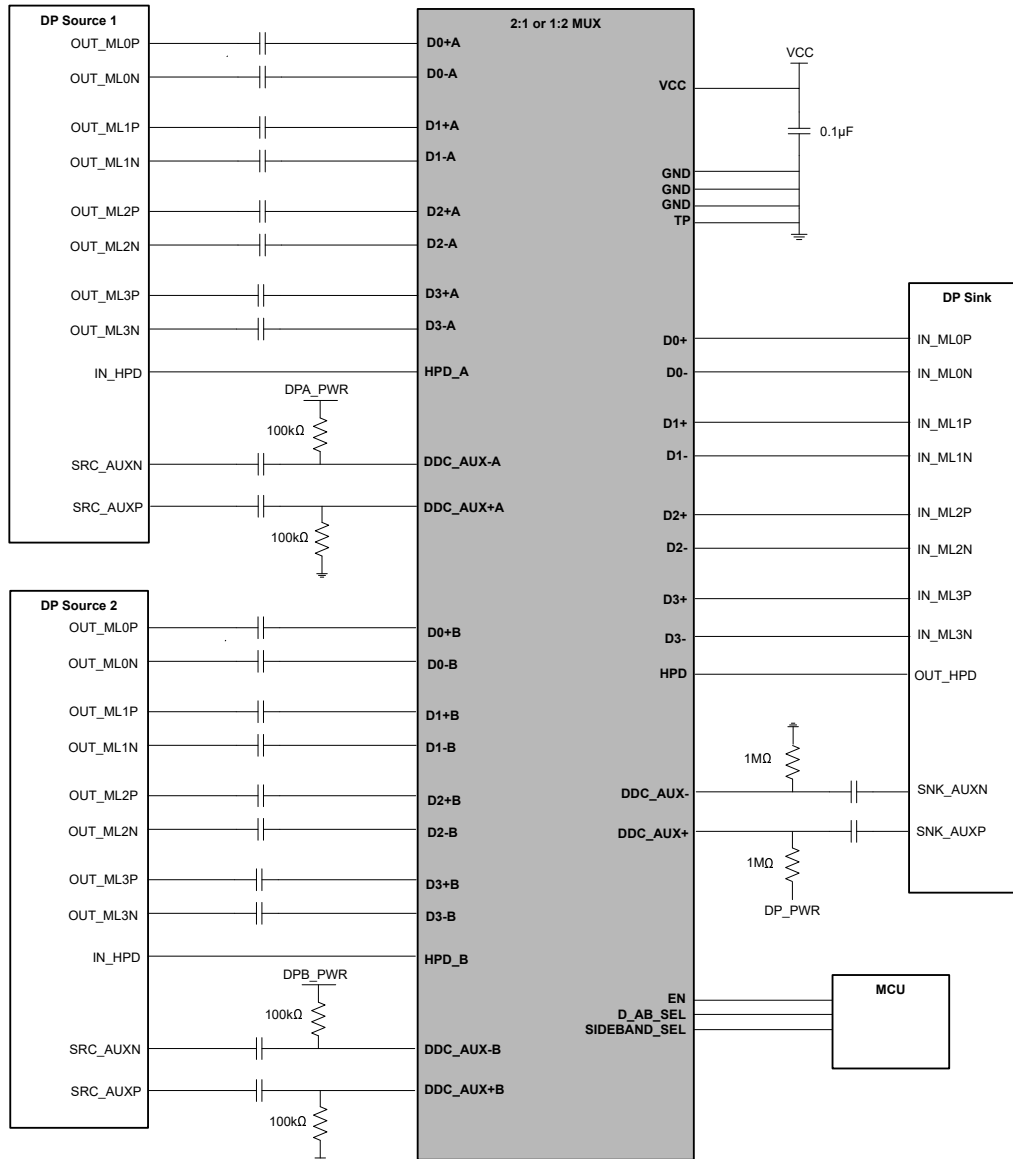 DP Source 1
OUT_ML0P
OUT_ML0N
OUT_ML1P
OUT_ML1N
OUT_ML2P
OUT_ML2N
OUT_ML3P
OUT_ML3N
IN_HPD
SRC_AUXN
SRC_AUXP
DPA_PWR
100kΩ
100kΩ
DP Source 2
OUT_ML0P
OUT_ML0N
OUT_ML1P
OUT_ML1N
OUT_ML2P
OUT_ML2N
OUT_ML3P
OUT_ML3N
IN_HPD
SRC_AUXN
SRC_AUXP
DPB_PWR
100kΩ
100kΩ
2:1 or 1:2 MUX
D0+A
D0-A
D1+A
D1-A
D2+A
D2-A
D3+A
D3-A
HPD_A
DDC_AUX-A
DDC_AUX+A
D0+B
D0-B
D1+B
D1-B
D2+B
D2-B
D3+B
D3-B
HPD_B
DDC_AUX-B
DDC_AUX+B
VCC
GND
GND
GND
TP
D0+
D0-
D1+
D1-
D2+
D2-
D3+
D3-
HPD
DDC_AUX-
DDC_AUX+
EN
D_AB_SEL
SIDEBAND_SEL
VCC
0.1µF
1MΩ
1MΩ
DP_PWR
DP Sink
IN_ML0P
IN_ML0N
IN_ML1P
IN_ML1N
IN_ML2P
IN_ML2N
IN_ML3P
IN_ML3N
OUT_HPD
SNK_AUXN
SNK_AUXP
MCU